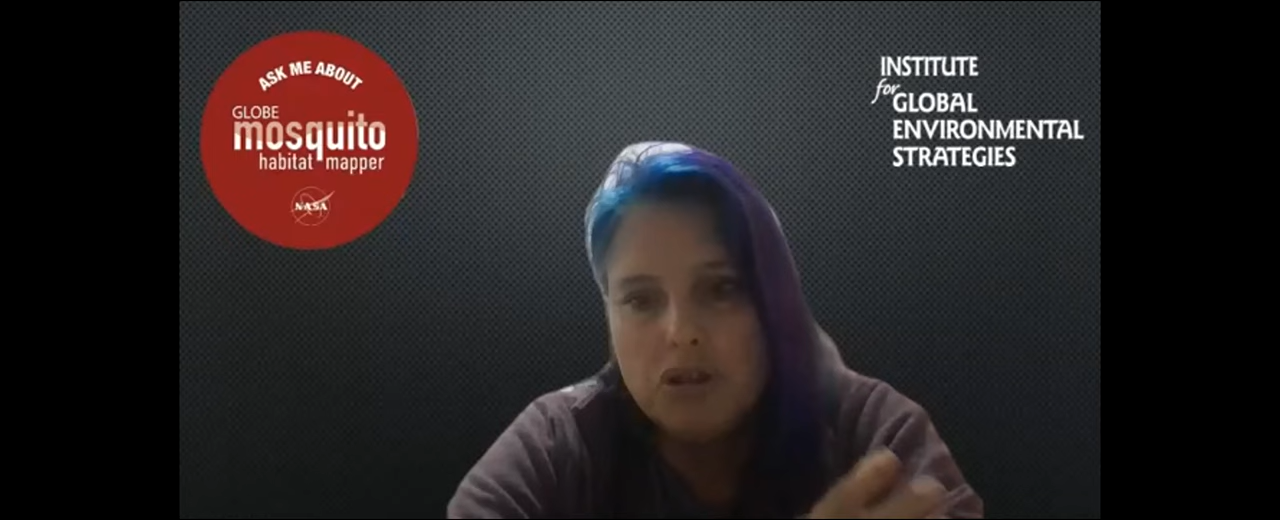 ASK ME ABOUT
GLOBE
mosquito
habitat mapper
NASA
INSTITUTE
for GLOBAL
ENVIRONMENTAL
STRATEGIES